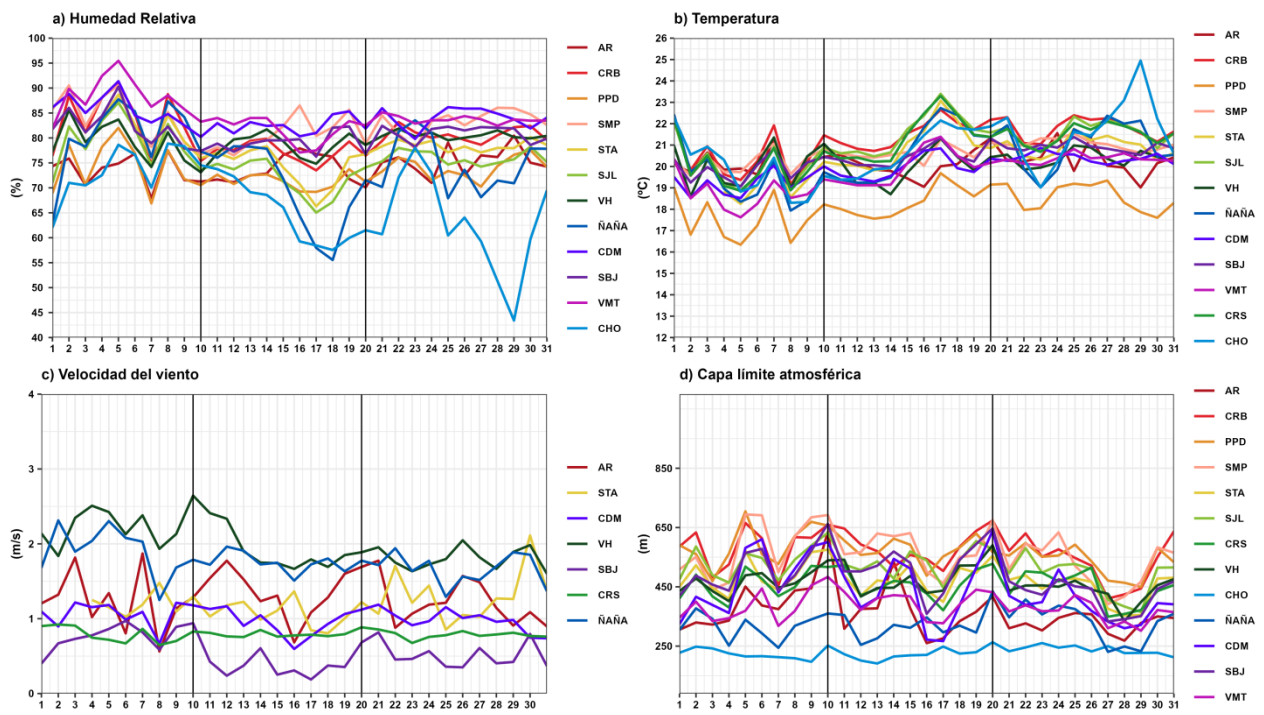 a) Humedad Relativa
(%)
100
95
90
85
80
75
70
65
60
55
50
45
40
1 2 3 4 5 6 7 8 9 10 11 12 13 14 15 16 17 18 19 20 21 22 23 24 25 26 27 28 29 30 31
AR
CRB
PPD
SMP
STA
SJL
VH
ÑAÑA
CDM
SBJ
VMT
CHO
b) Temperatura
(ºC)
26
25
24
23
22
21
20
19
18
17
16
15
14
13
12
1 2 3 4 5 6 7 8 9 10 11 12 13 14 15 16 17 18 19 20 21 22 23 24 25 26 27 28 29 30 31
AR
CRB
PPD
SMP
STA
SJL
VH
ÑAÑA
CDM
SBJ
VMT
CRS
CHO
c) Velocidad del viento
(m/s)
4
3
2
1
0
1 2 3 4 5 6 7 8 9 10 11 12 13 14 15 16 17 18 19 20 21 22 23 24 25 26 27 28 29 30
AR
STA
CDM
VH
SBJ
CRS
ÑAÑA
d) Capa límite atmosférica
(m)
850
650
450
250
1 2 3 4 5 6 7 8 9 10 11 12 13 14 15 16 17 18 19 20 21 22 23 24 25 26 27 28 29 30 31
AR
CRB
PPD
SMP
STA
SJL
CRS
VH
CHO
ÑAÑA
CDM
SBJ
VMT